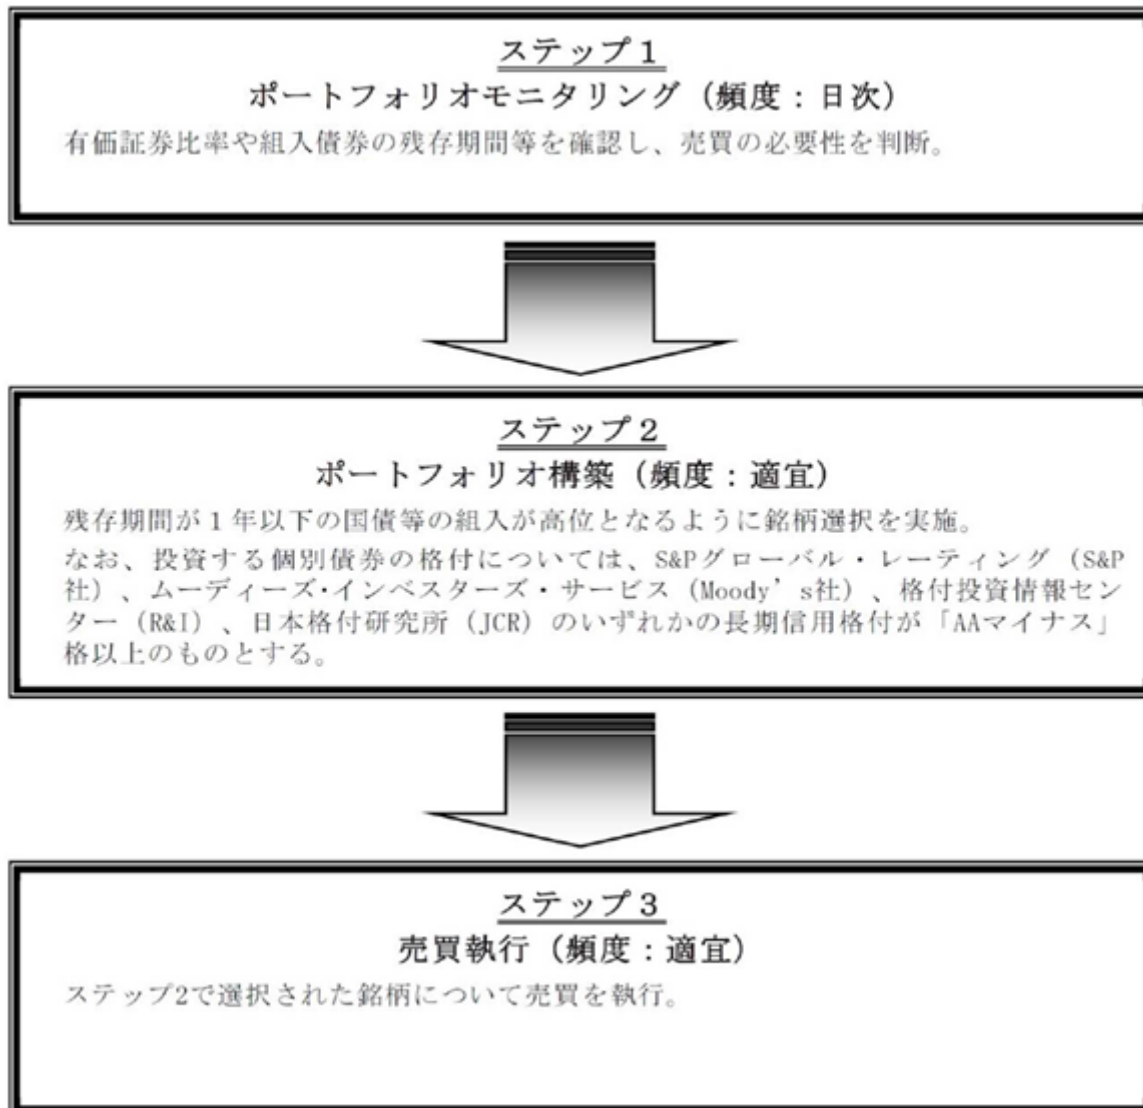 ステップ１
ポートフォリオモニタリング（頻度：日次）
有価証券比率や組入債券の残存期間等を確認し、売買の必要性を判断。
ステップ２
ポートフォリオ構築（頻度：適宜）
残存期間が１年以下の国債等の組入が高位となるように銘柄選択を実施。
なお、投資する個別債券の格付については、S&Pグローバル・レーティング（S&P
社）、ムーディーズ・インベスターズ・サービス（Moody’s社）、格付投資情報セン
ター（R&I）、日本格付研究所（JCR）のいずれかの長期信用格付が「AAマイナス」
格以上のものとする。
ステップ３
売買執行（頻度：適宜）
ステップ2で選択された銘柄について売買を執行。